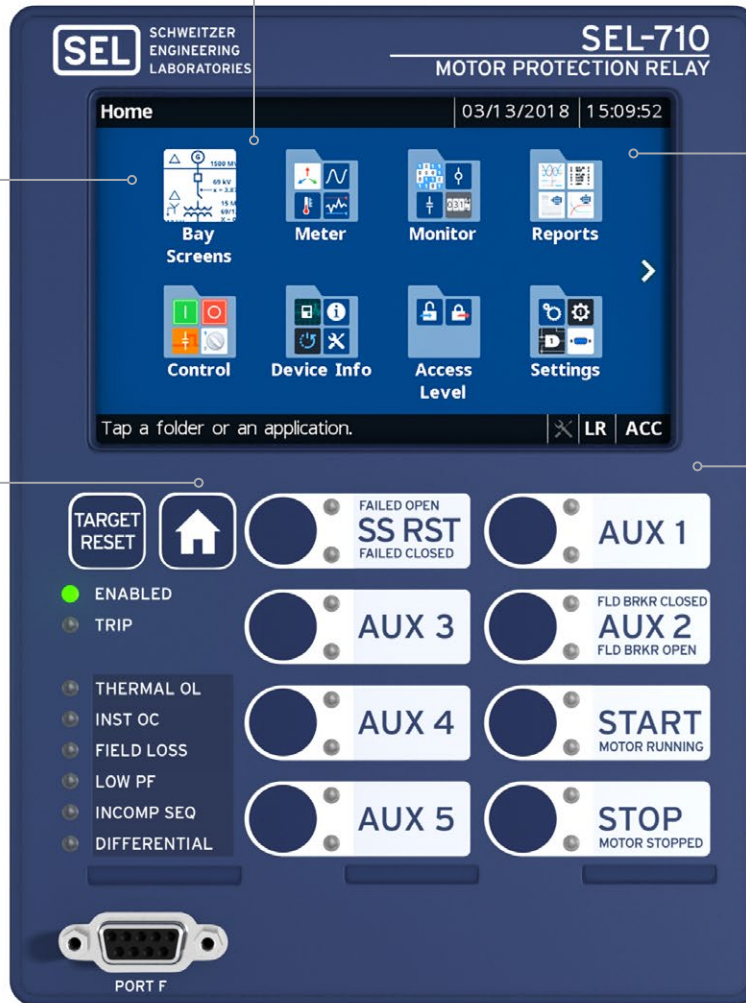 SEL
SCHWEITZER
ENGINEERING
LABORATORIES
SEL-710
MOTOR PROTECTION RELAY
Home
03/13/2018
15:09:52
Bay
Screens
Meter
Monitor
Reports
Control
Device Info
Access
Level
Settings
Tap a folder or an application.
LR
ACC
TARGET
RESET
FAILED OPEN
SS RST
FAILED CLOSED
AUX 1
ENABLED
TRIP
AUX 3
FLD BRKR CLOSED
AUX 2
FLD BRKR OPEN
THERMAL OL
INST OC
FIELD LOSS
LOW PF
INCOMP SEQ
DIFFERENTIAL
AUX 4
START
MOTOR RUNNING
AUX 5
STOP
MOTOR STOPPED
PORT F